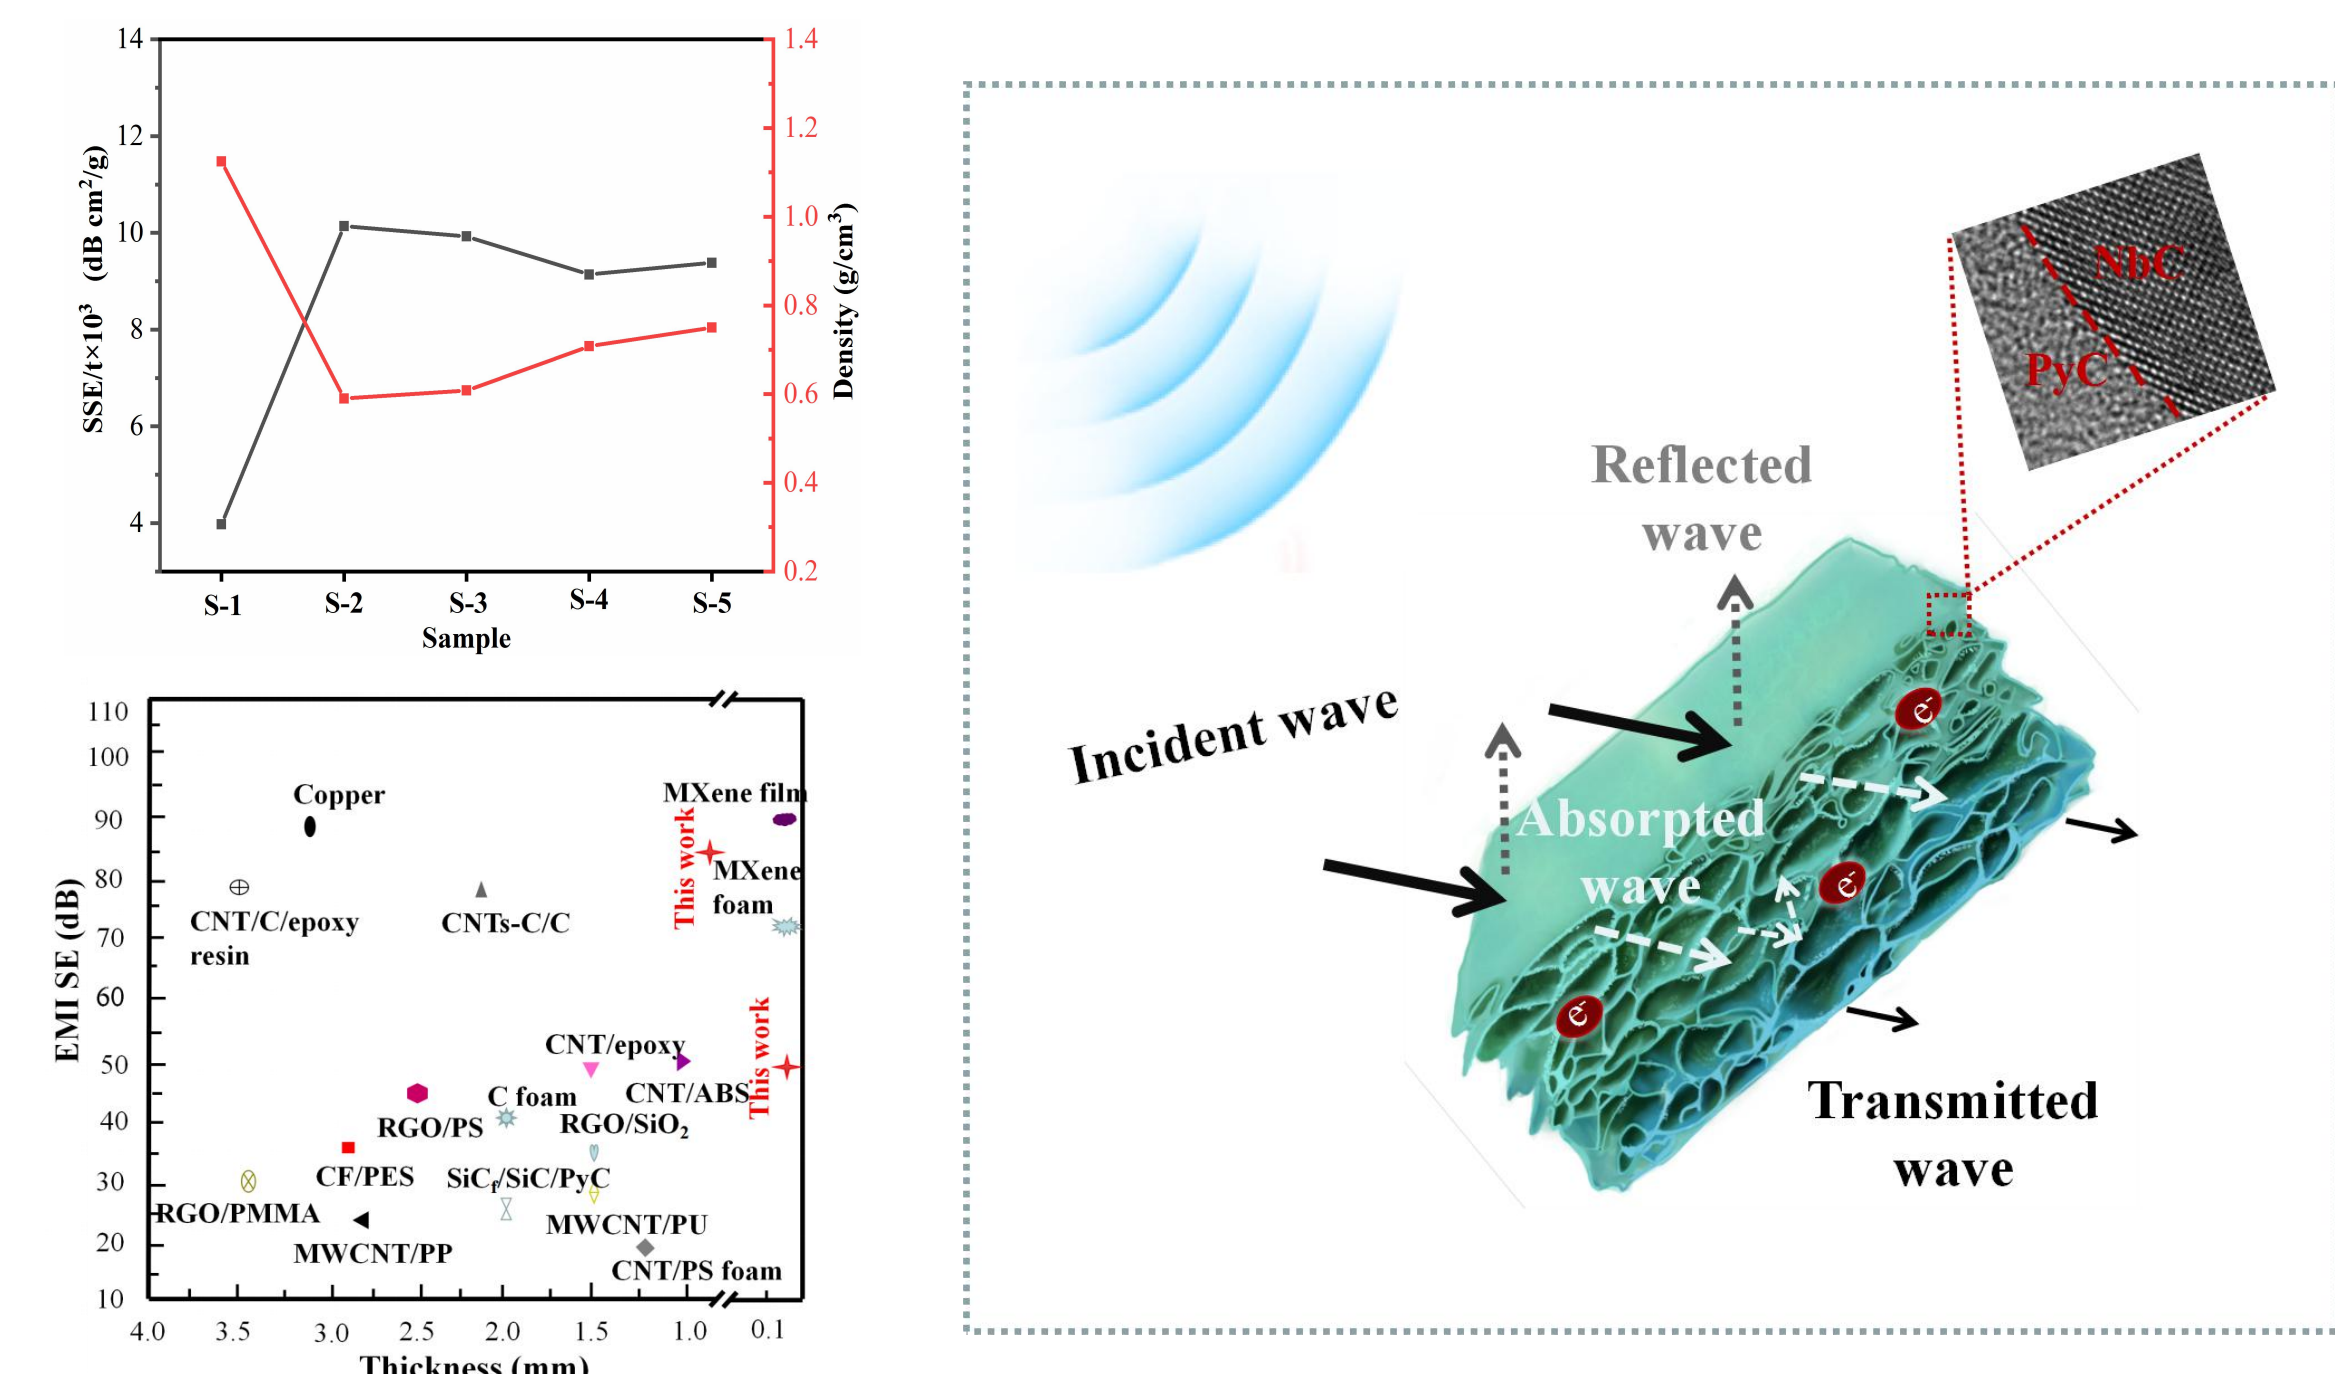 14
12
10
8
6
4
1.4
1.2
1.0
0.8
0.6
0.4
0.2
SSE/t×10³ (dB cm²/g)
Density (g/cm³)
S-1 S-2 S-3 S-4 S-5
Sample
110
100
90
80
70
60
50
40
30
20
10
EMI SE (dB)
Copper
MXene film
This work
MXene
foam
CNT/C/epoxy
resin
CNTs-C/C
This work
CNT/epoxy
C foam
CNT/ABS
RGO/PS
RGO/SiO₂
CF/PES
SiCf/SiC/PyC
RGO/PMMA
MWCNT/PU
MWCNT/PP
CNT/PS foam
4.0 3.5 3.0 2.5 2.0 1.5 1.0 0.1
Thickness (mm)
NbC
PyC
Reflected
wave
Incident wave
Absorpted
wave
e-
e-
e-
Transmitted
wave